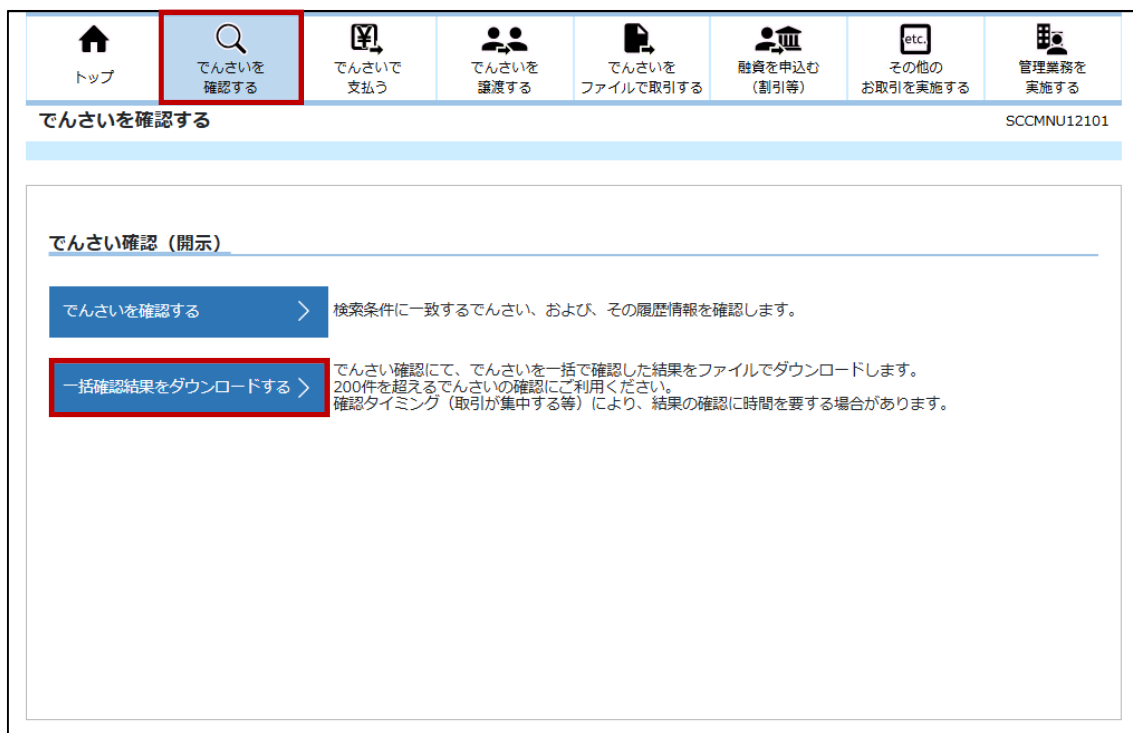 トップ
でんさいを
確認する
でんさいで
支払う
でんさいを
譲渡する
でんさいを
ファイルで取引する
融資を申込む
(割引等)
etc.
その他の
お取引を実施する
管理業務を
実施する
でんさいを確認する
SCCMNU12101
でんさい確認（開示）
でんさいを確認する
検索条件に一致するでんさい、および、その履歴情報を確認します。
一括確認結果をダウンロードする
でんさい確認にて、でんさいを一括で確認した結果をファイルでダウンロードします。
200件を超えるでんさいの確認にご利用ください。
確認タイミング（取引が集中する等）により、結果の確認に時間を要する場合があります。